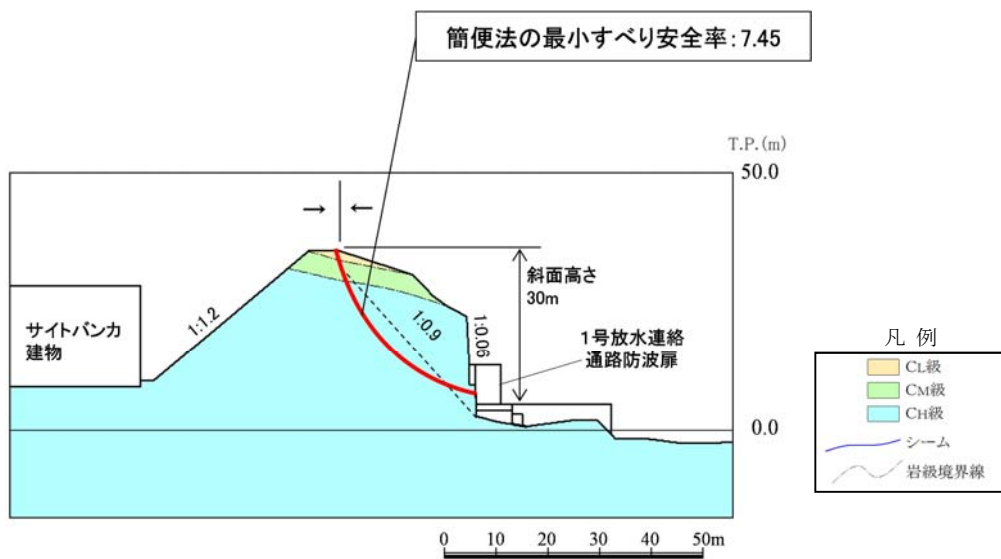 簡便法の最小すべり安全率:7.45
T.P.(m)
50.0
→ ←
斜面高さ
30m
サイトバンカ
建物
1:1.2
1:0.9
1:0.06
1号放水連絡
通路防波扉
0.0
凡 例
CL級
CM級
CH級
シーム
岩級境界線
0 10 20 30 40 50m